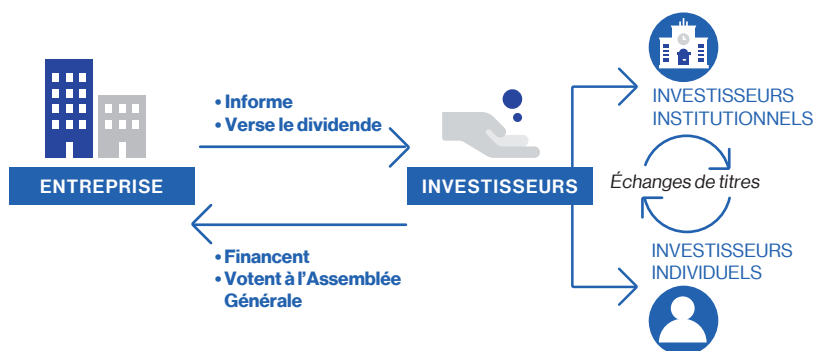 • Informe
• Verse le dividende
ENTREPRISE
INVESTISSEURS
• Financent
• Votent à l’Assemblée
Générale
INVESTISSEURS
INSTITUTIONNELS
Échanges de titres
INVESTISSEURS
INDIVIDUELS